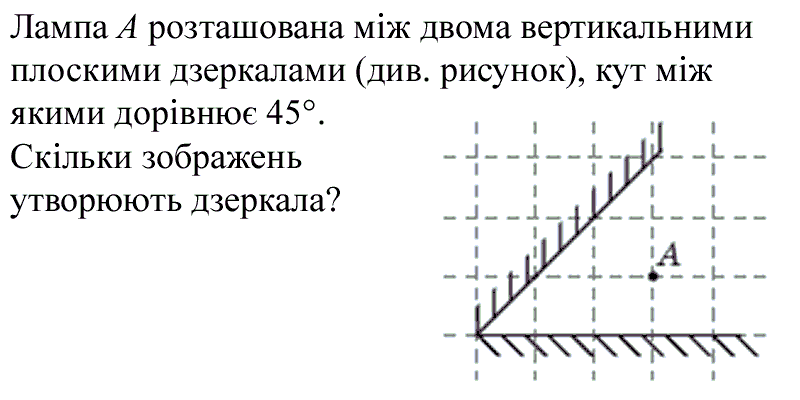 Лампа A розташована між двома вертикальними
плоскими дзеркалами (див. рисунок), кут між
якими дорівнює 45°.
Скільки зображень
утворюють дзеркала?
A